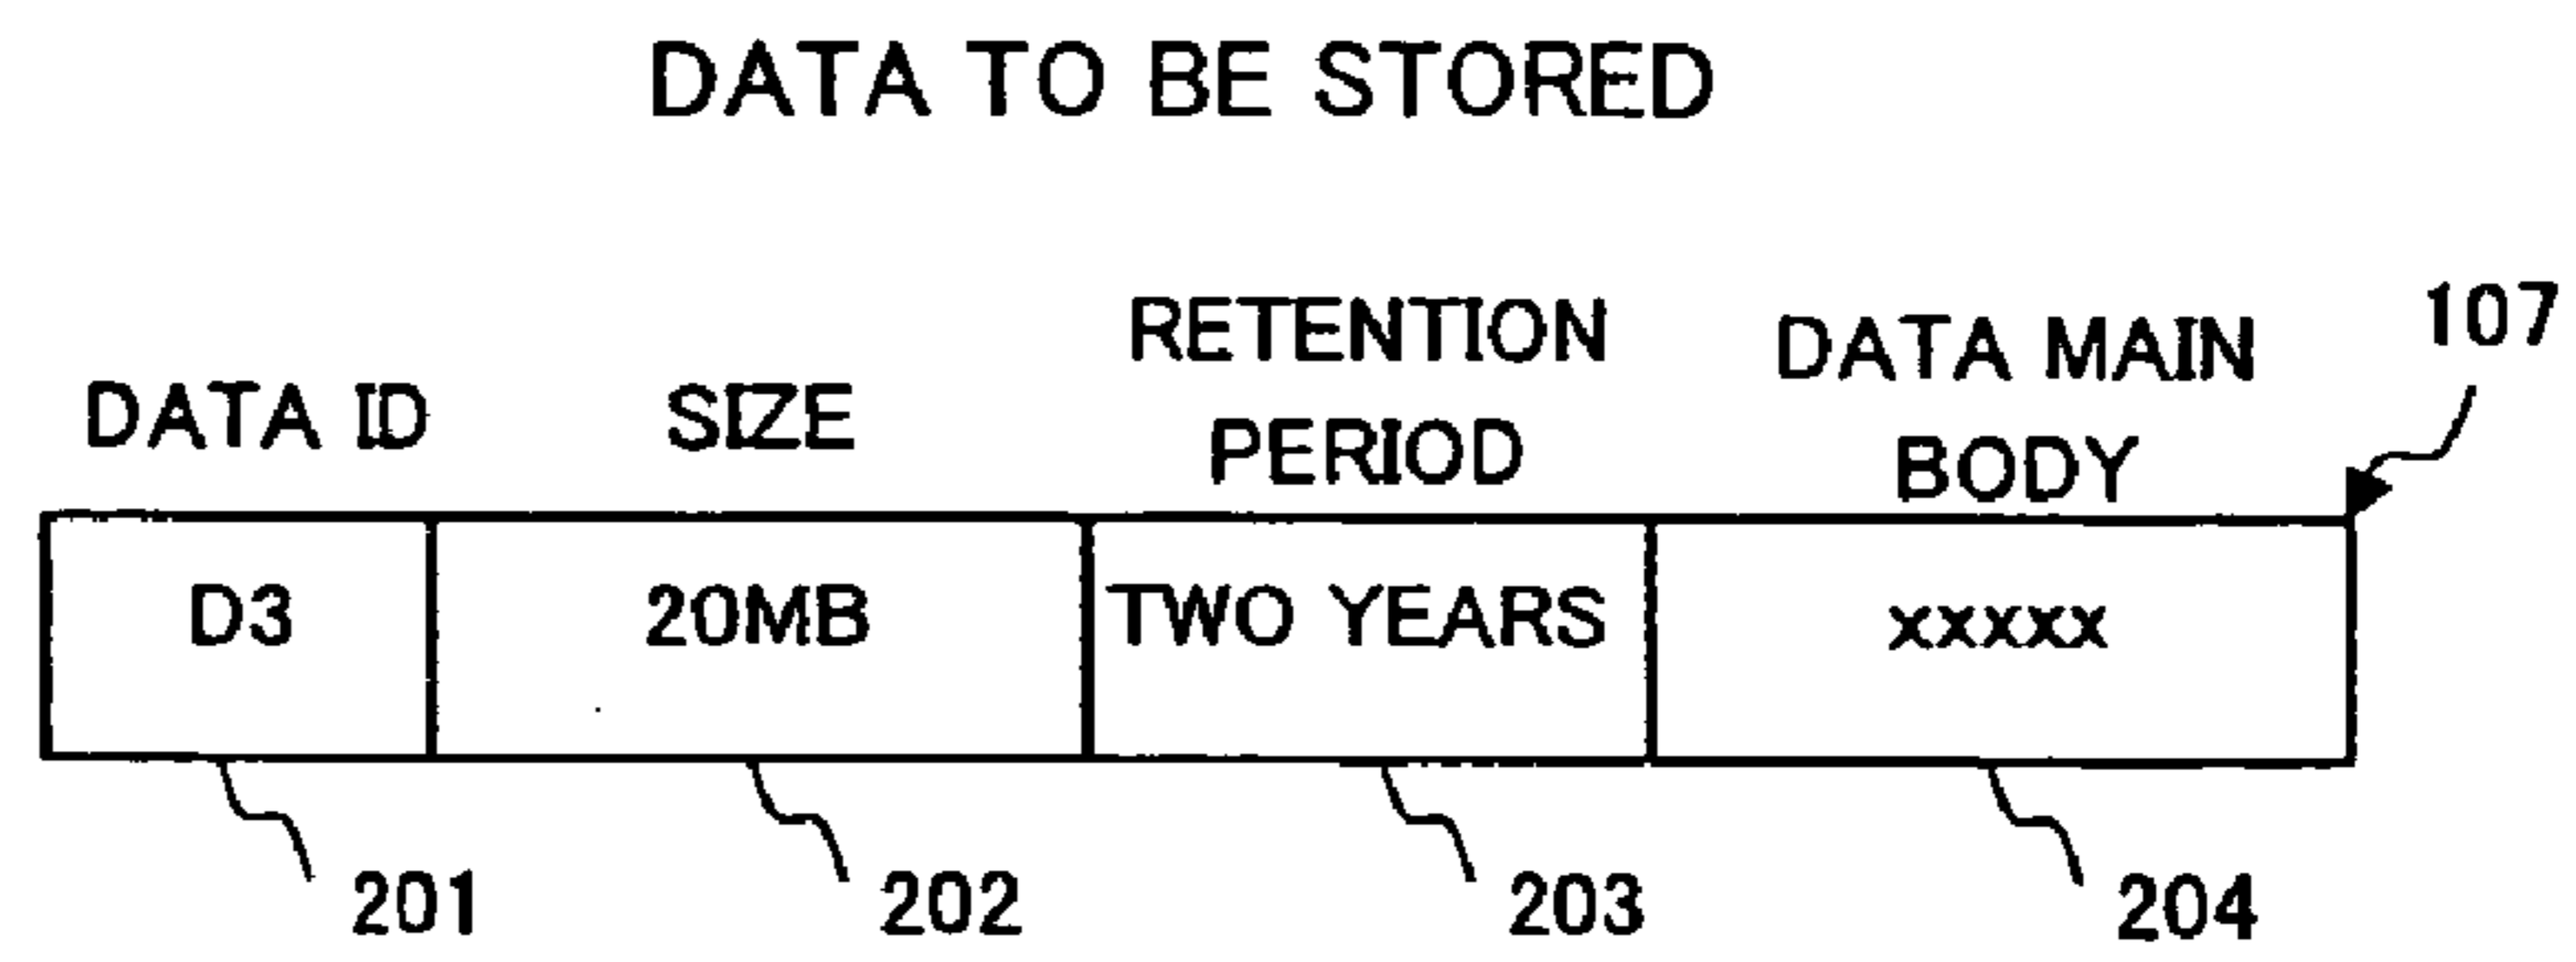 DATA TO BE STORED
107
DATA ID SIZE RETENTION PERIOD DATA MAIN BODY
D3 20MB TWO YEARS xxxxx
201 202 203 204